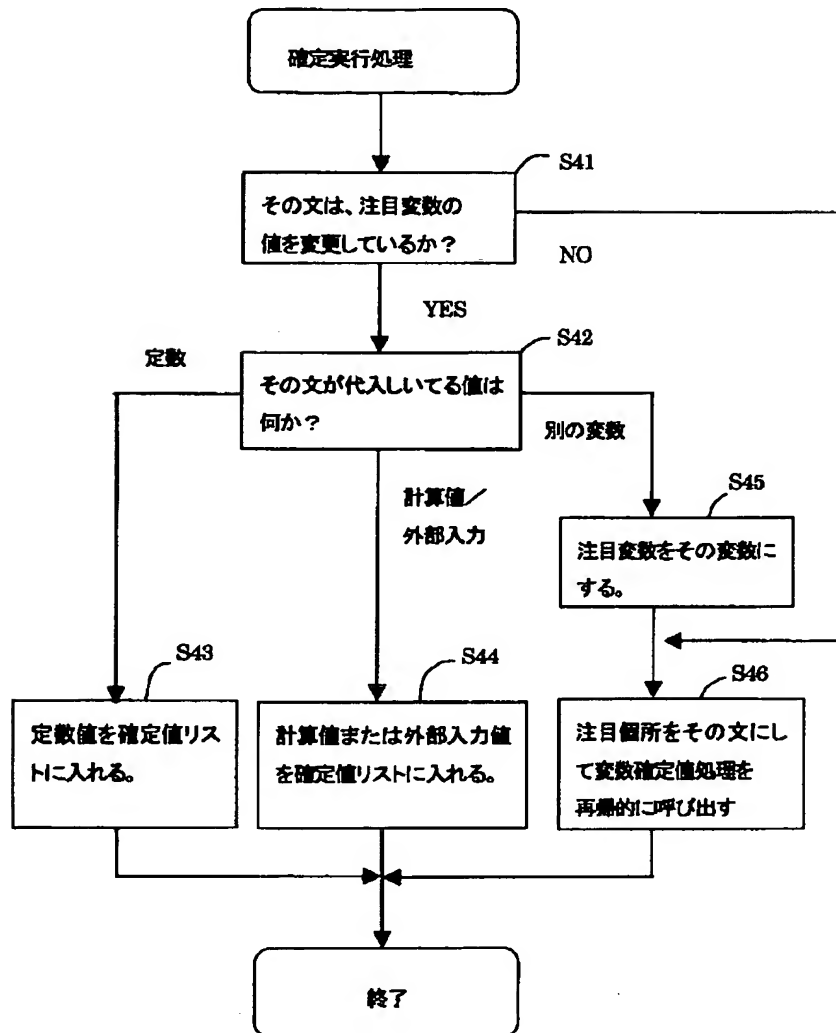 確定実行処理
S41
その文は、注目変数の
値を変更しているか?
NO
YES
S42
定数
その文が代入しいてる値は
何か?
別の変数
計算値/
外部入力
S45
注目変数をその変数に
する。
S43
定数値を確定値リス
トに入れる。
S44
計算値または外部入力値
を確定値リストに入れる。
S46
注目個所をその文にし
て変数確定値処理を
再帰的に呼び出す
終了